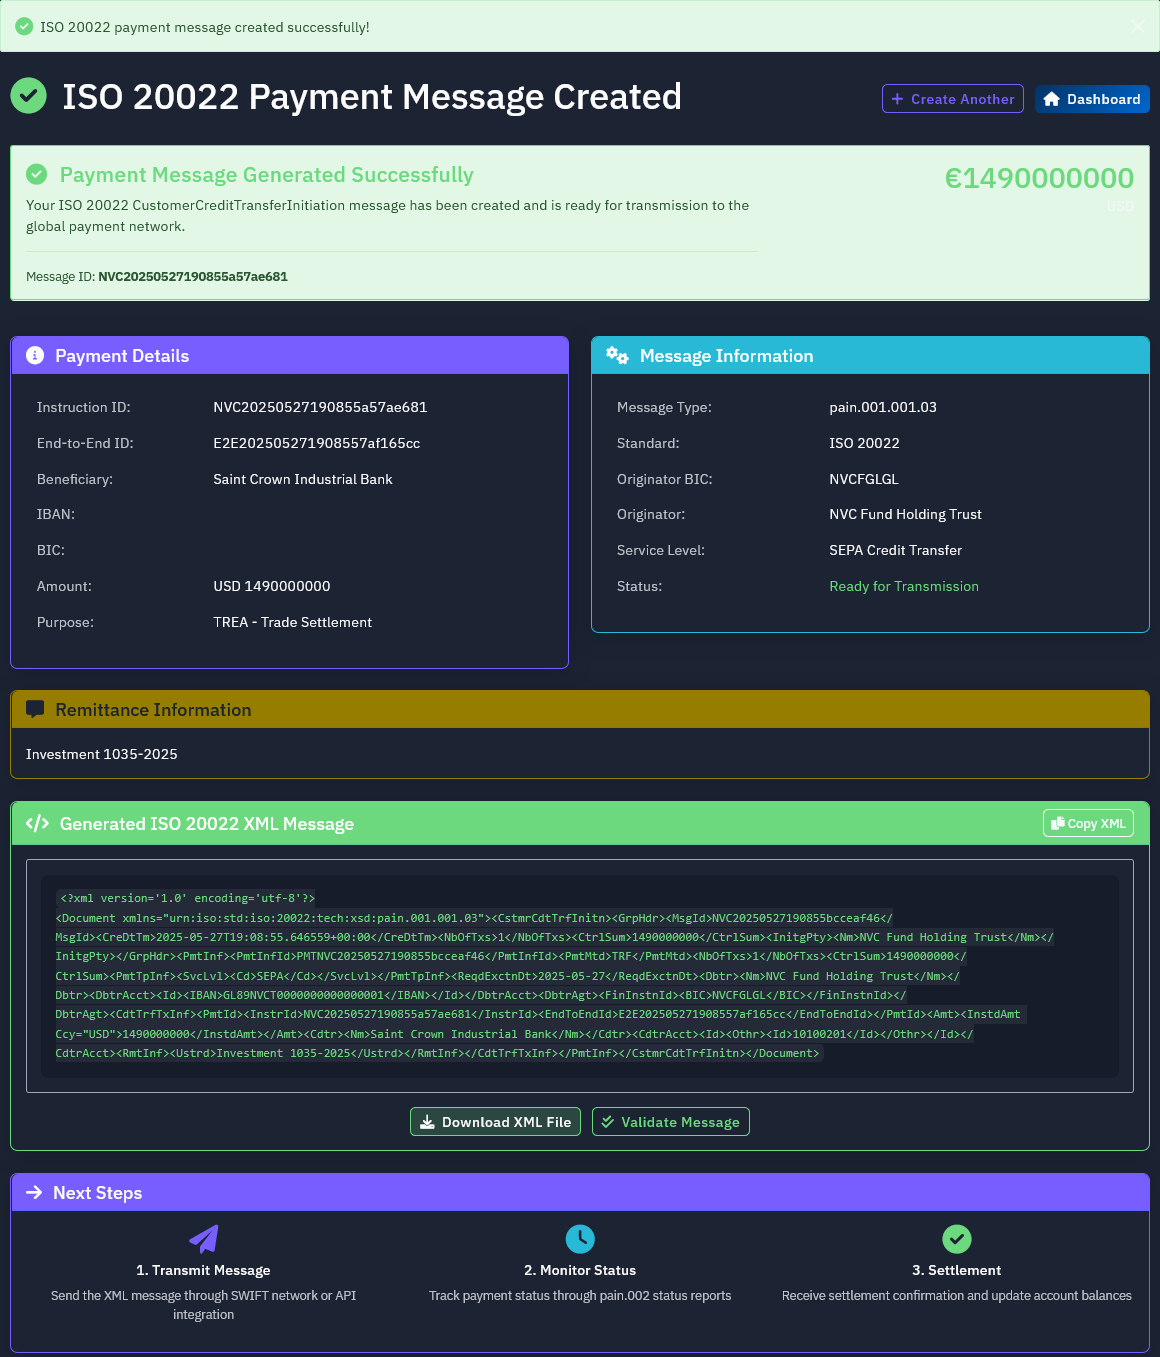 ISO 20022 payment message created successfully!
ISO 20022 Payment Message Created
Create Another
Dashboard
Payment Message Generated Successfully
€1490000000
USD
Your ISO 20022 CustomerCreditTransferInitiation message has been created and is ready for transmission to the
global payment network.
Message ID: NVC20250527190855a57ae681
Payment Details
Instruction ID: NVC20250527190855a57ae681
End-to-End ID: E2E202505271908557af165cc
Beneficiary: Saint Crown Industrial Bank
IBAN:
BIC:
Amount: USD 1490000000
Purpose: TREA - Trade Settlement
Message Information
Message Type: pain.001.001.03
Standard: ISO 20022
Originator BIC: NVCFGLGL
Originator: NVC Fund Holding Trust
Service Level: SEPA Credit Transfer
Status: Ready for Transmission
Remittance Information
Investment 1035-2025
Generated ISO 20022 XML Message
Copy XML
<?xml version='1.0' encoding='utf-8'?>
<Document xmlns="urn:iso:std:iso:20022:tech:xsd:pain.001.001.03"><CstmrCdtTrfInitn><GrpHdr><MsgId>NVC20250527190855bcceaf46</
MsgId><CreDtTm>2025-05-27T19:08:55.646559+00:00</CreDtTm><NbOfTxs>1</NbOfTxs><CtrlSum>1490000000</CtrlSum><InitgPty><Nm>NVC Fund Holding Trust</Nm></
InitgPty></GrpHdr><PmtInf><PmtInfId>PMTNVC20250527190855bcceaf46</PmtInfId><PmtMtd>TRF</PmtMtd><NbOfTxs>1</NbOfTxs><CtrlSum>1490000000</
CtrlSum><PmtTpInf><SvcLvl><Cd>SEPA</Cd></SvcLvl></PmtTpInf><ReqdExctnDt>2025-05-27</ReqdExctnDt><Dbtr><Nm>NVC Fund Holding Trust</Nm></
Dbtr><DbtrAcct><Id><IBAN>GL89NVCT0000000000000001</IBAN></Id></DbtrAcct><DbtrAgt><FinInstnId><BIC>NVCFGLGL</BIC></FinInstnId></
DbtrAgt><CdtTrfTxInf><PmtId><InstrId>NVC20250527190855a57ae681</InstrId><EndToEndId>E2E202505271908557af165cc</EndToEndId></PmtId><Amt><InstdAmt
Ccy="USD">1490000000</InstdAmt></Amt><Cdtr><Nm>Saint Crown Industrial Bank</Nm></Cdtr><CdtrAcct><Id><Othr><Id>10100201</Id></Othr></Id></
CdtrAcct><RmtInf><Ustrd>Investment 1035-2025</Ustrd></RmtInf></CdtTrfTxInf></PmtInf></CstmrCdtTrfInitn></Document>
Download XML File
Validate Message
Next Steps
1. Transmit Message
Send the XML message through SWIFT network or API
integration
2. Monitor Status
Track payment status through pain.002 status reports
3. Settlement
Receive settlement confirmation and update account balances